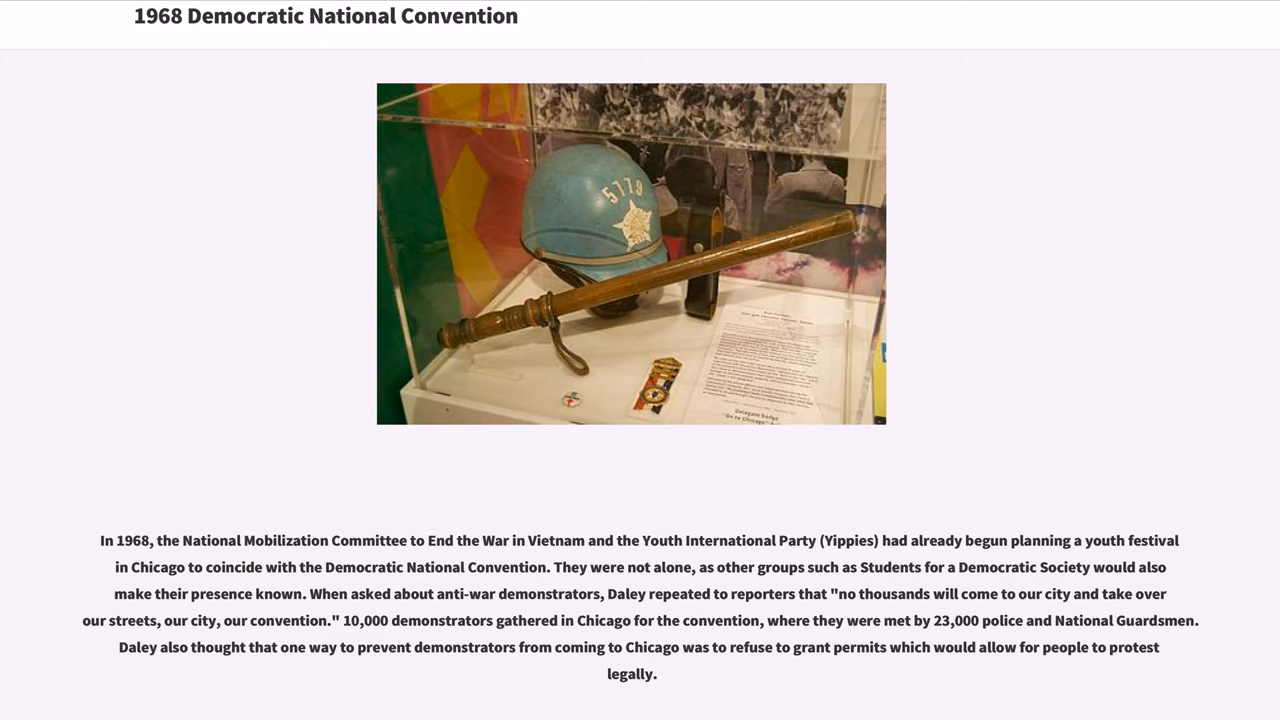 1968 Democratic National Convention
5779
Delegate badge
"On to Chicago"
In 1968, the National Mobilization Committee to End the War in Vietnam and the Youth International Party (Yippies) had already begun planning a youth festival
in Chicago to coincide with the Democratic National Convention. They were not alone, as other groups such as Students for a Democratic Society would also
make their presence known. When asked about anti-war demonstrators, Daley repeated to reporters that "no thousands will come to our city and take over
our streets, our city, our convention." 10,000 demonstrators gathered in Chicago for the convention, where they were met by 23,000 police and National Guardsmen.
Daley also thought that one way to prevent demonstrators from coming to Chicago was to refuse to grant permits which would allow for people to protest
legally.